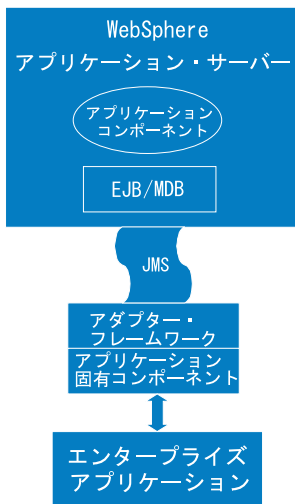 WebSphere
アプリケーション・サーバー
アプリケーション
コンポーネント
EJB/MDB
JMS
アダプター・
フレームワーク
アプリケーション
固有コンポーネント
エンタープライズ
アプリケーション